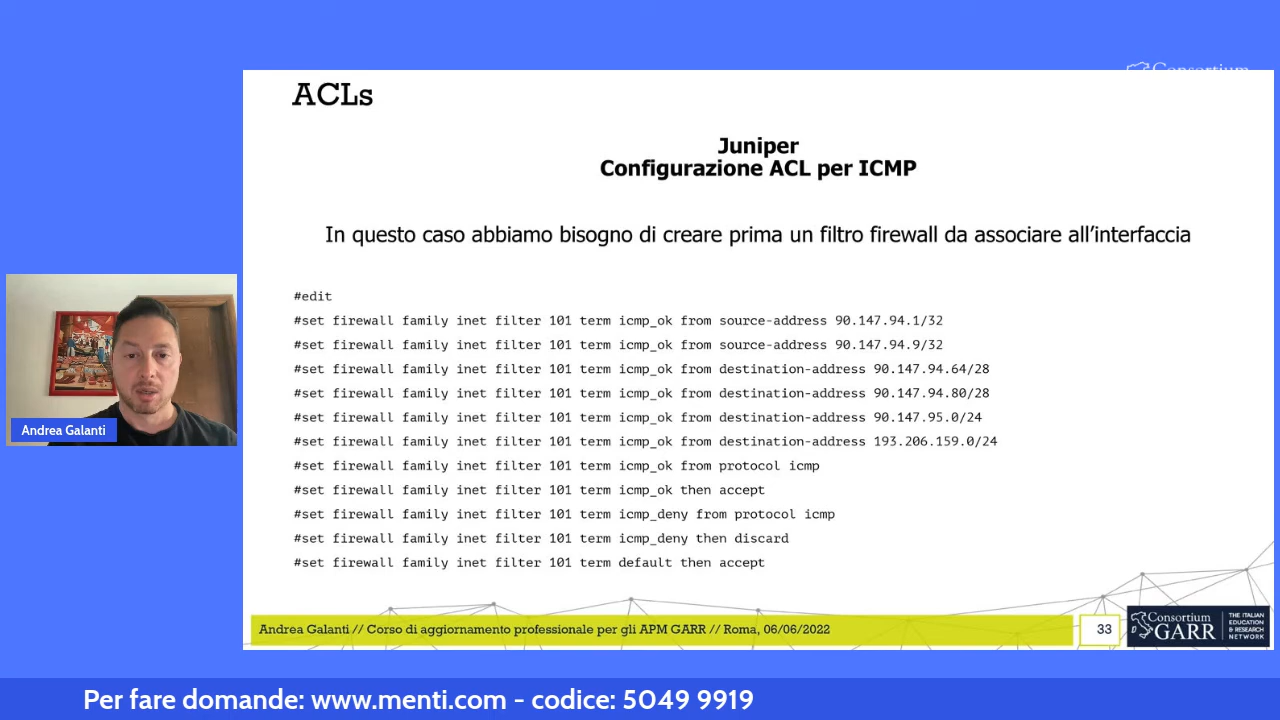 Consortium
ACLs
Juniper
Configurazione ACL per ICMP
In questo caso abbiamo bisogno di creare prima un filtro firewall da associare all’interfaccia
#edit
#set firewall family inet filter 101 term icmp_ok from source-address 90.147.94.1/32
#set firewall family inet filter 101 term icmp_ok from source-address 90.147.94.9/32
#set firewall family inet filter 101 term icmp_ok from destination-address 90.147.94.64/28
#set firewall family inet filter 101 term icmp_ok from destination-address 90.147.94.80/28
#set firewall family inet filter 101 term icmp_ok from destination-address 90.147.95.0/24
#set firewall family inet filter 101 term icmp_ok from destination-address 193.206.159.0/24
#set firewall family inet filter 101 term icmp_ok from protocol icmp
#set firewall family inet filter 101 term icmp_ok then accept
#set firewall family inet filter 101 term icmp_deny from protocol icmp
#set firewall family inet filter 101 term icmp_deny then discard
#set firewall family inet filter 101 term default then accept
Andrea Galanti
Andrea Galanti // Corso di aggiornamento professionale per gli APM GARR // Roma, 06/06/2022
33
Consortium
GARR
THE ITALIAN
EDUCATION
& RESEARCH
NETWORK
Per fare domande: www.menti.com - codice: 5049 9919